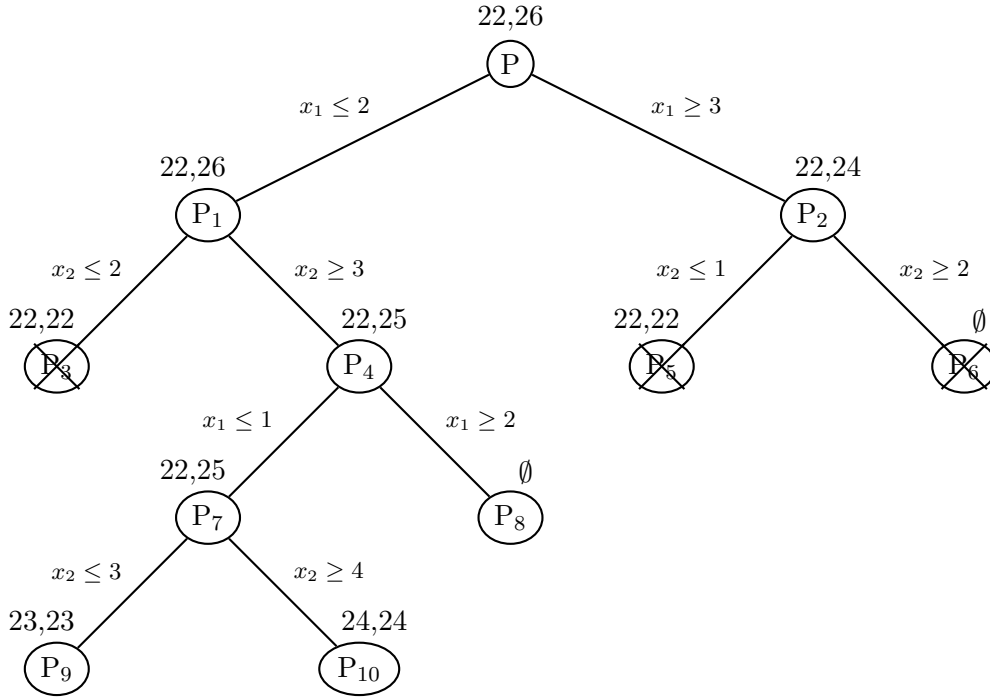 22,26
P
x₁ ≤ 2
x₁ ≥ 3
22,26
22,24
P₁
P₂
x₂ ≤ 2
x₂ ≥ 3
x₂ ≤ 1
x₂ ≥ 2
22,22
22,25
22,22
∅
P₃
P₄
P₅
P₆
x₁ ≤ 1
x₁ ≥ 2
22,25
∅
P₇
P₈
x₂ ≤ 3
x₂ ≥ 4
23,23
24,24
P₉
P₁₀